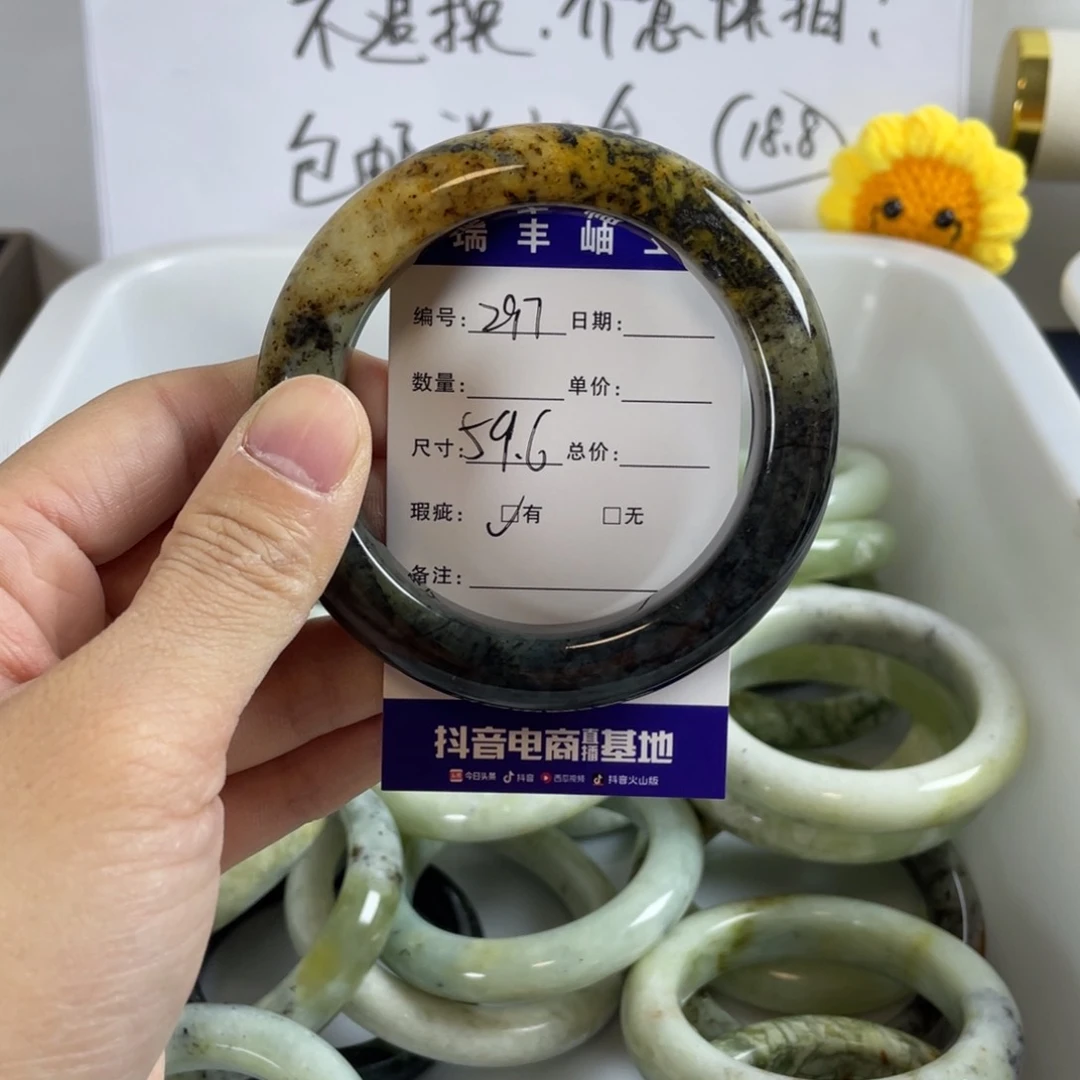 不退换.介意慎拍!
包邮
(18.8)
瑞丰岫
编号: 297 日期:
数量: 单价:
尺寸: 59.6 总价:
瑕疵: ☑有 □无
备注:
抖音电商直播基地
今日头条 抖音 西瓜视频 抖音火山版